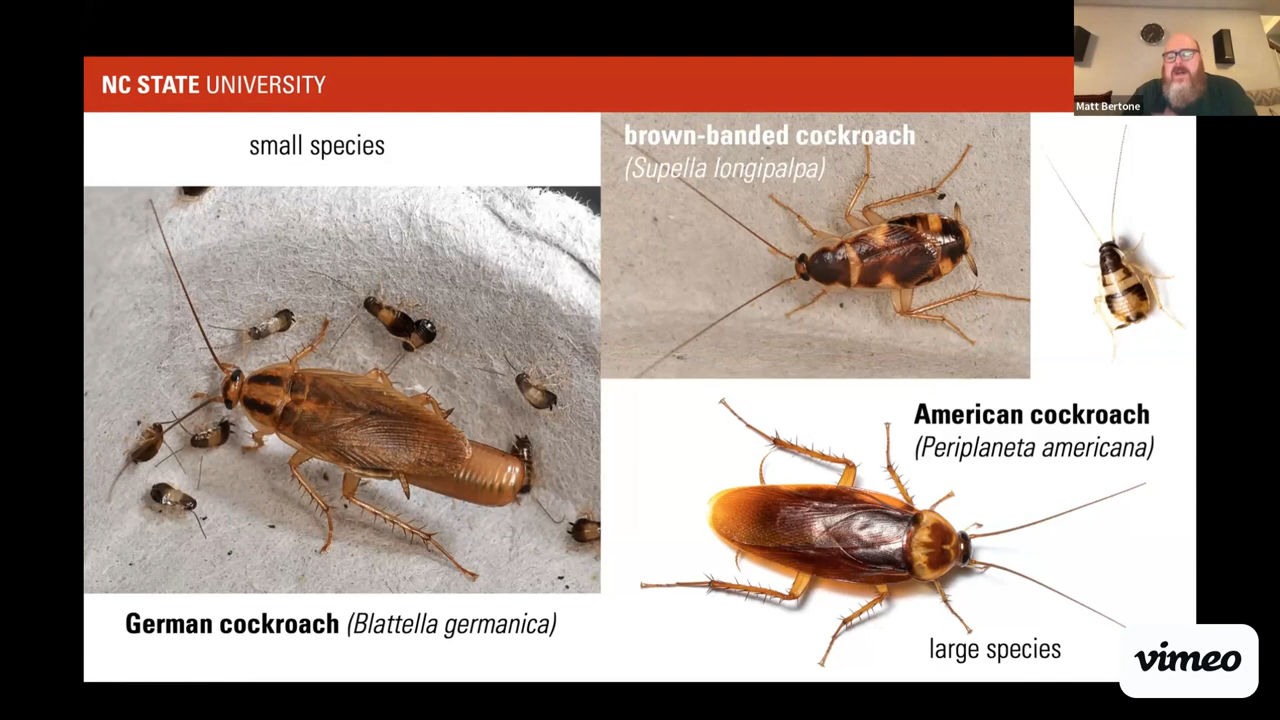 NC STATE UNIVERSITY
Matt Bertone
small species
brown-banded cockroach
(Supella longipalpa)
American cockroach
(Periplaneta americana)
German cockroach (Blattella germanica)
large species
vimeo